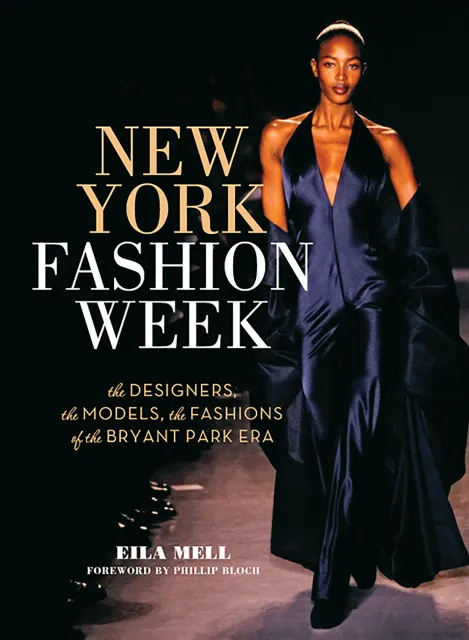 NEW
YORK
FASHION
WEEK
the DESIGNERS,
the MODELS, the FASHIONS
of the BRYANT PARK ERA
EILA MELL
FOREWORD BY PHILLIP BLOCH